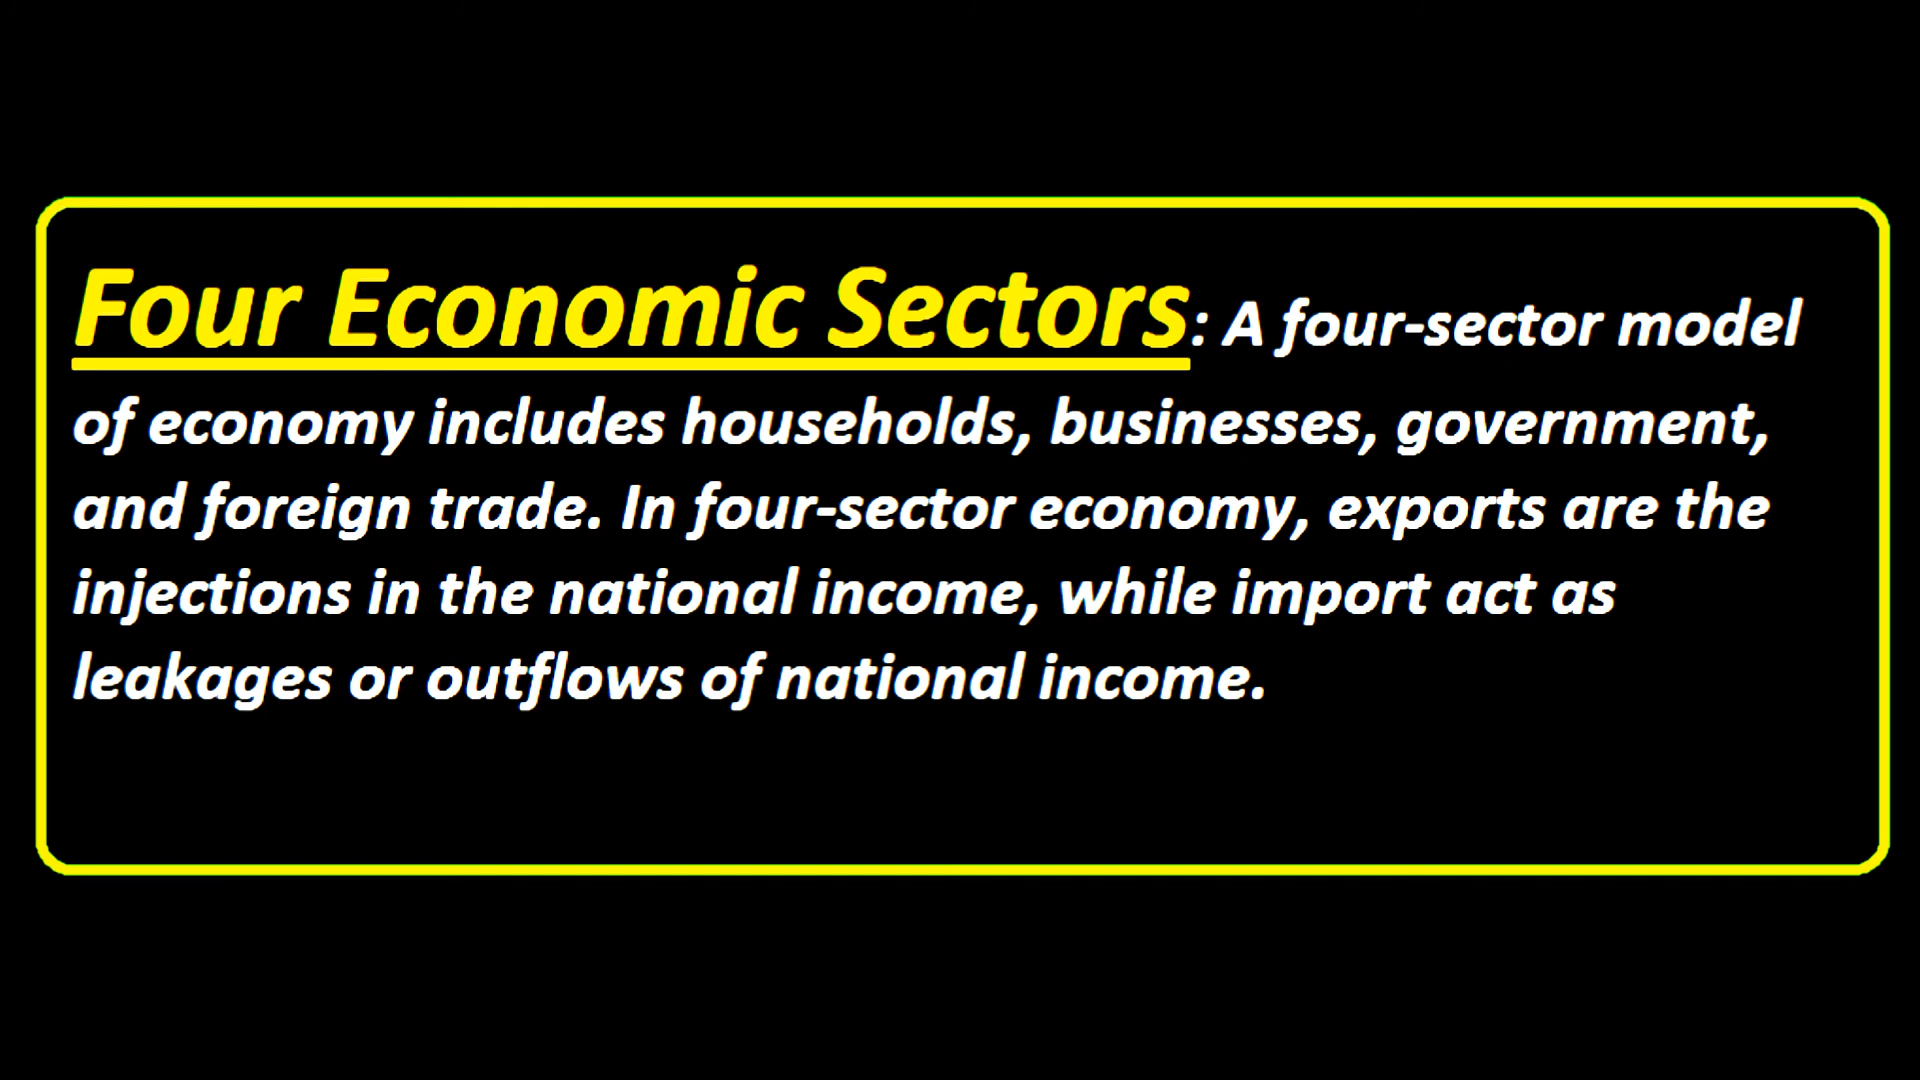 Four Economic Sectors: A four-sector model
of economy includes households, businesses, government,
and foreign trade. In four-sector economy, exports are the
injections in the national income, while import act as
leakages or outflows of national income.